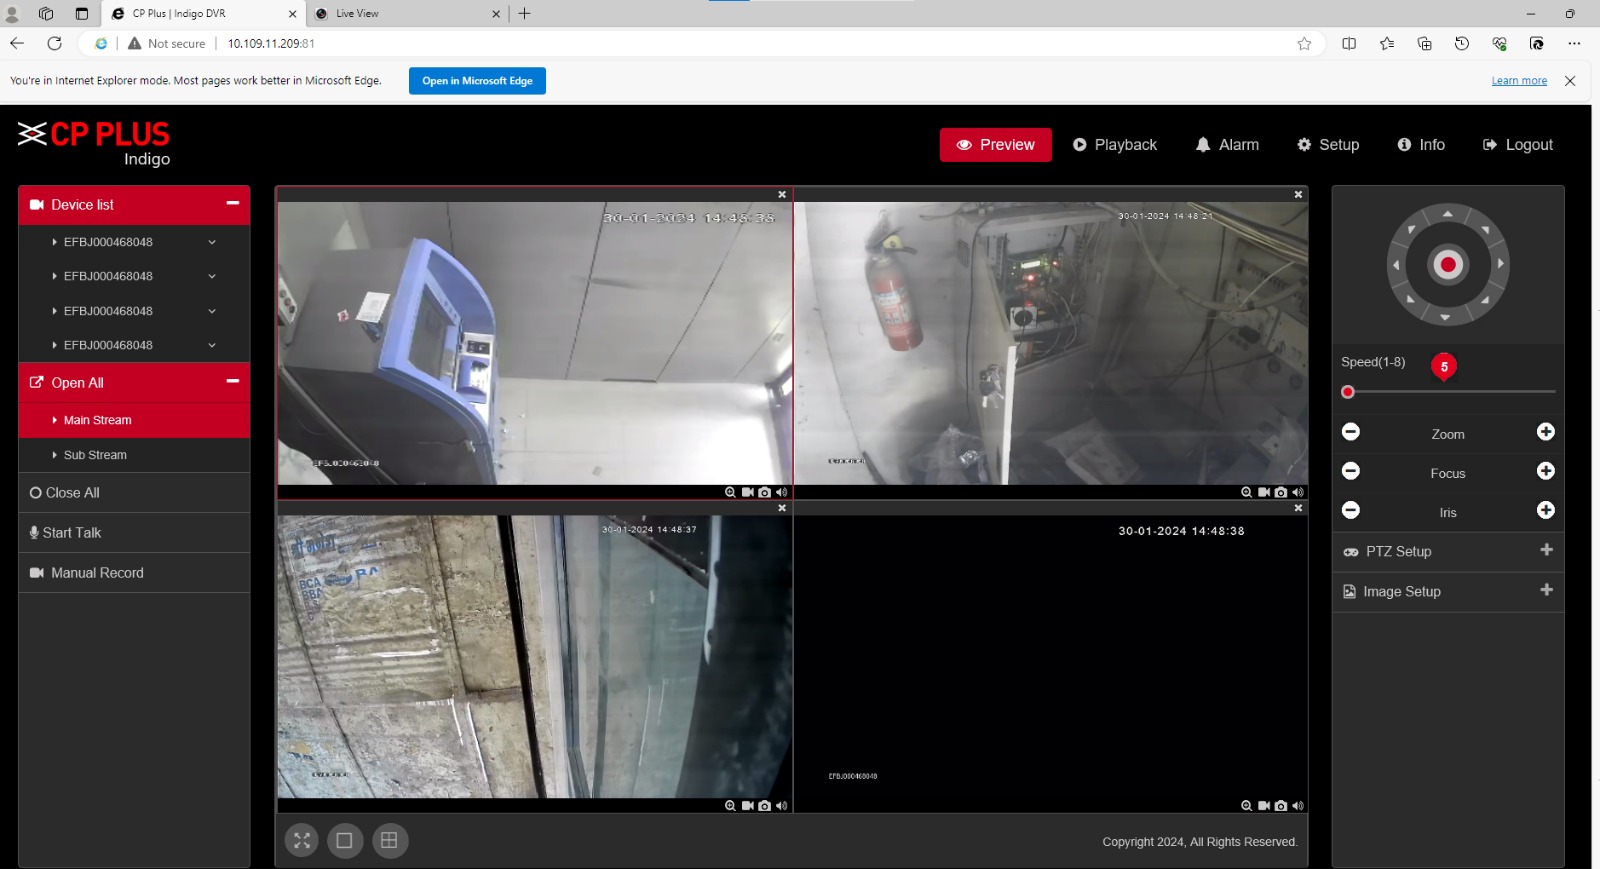 CP Plus | Indigo DVR
Live View
Not secure
10.109.11.209:81
You're in Internet Explorer mode. Most pages work better in Microsoft Edge.
Open in Microsoft Edge
Learn more
CP PLUS
Indigo
Preview
Playback
Alarm
Setup
Info
Logout
Device list
EFBJ000468048
EFBJ000468048
EFBJ000468048
EFBJ000468048
Open All
Main Stream
Sub Stream
Close All
Start Talk
Manual Record
30-01-2024 14:48:38
30-01-2024 14:48:21
30-01-2024 14:48:37
BCA
BBA
30-01-2024 14:48:38
EFBJ000468048
Speed(1-8)
5
Zoom
Focus
Iris
PTZ Setup
Image Setup
Copyright 2024, All Rights Reserved.